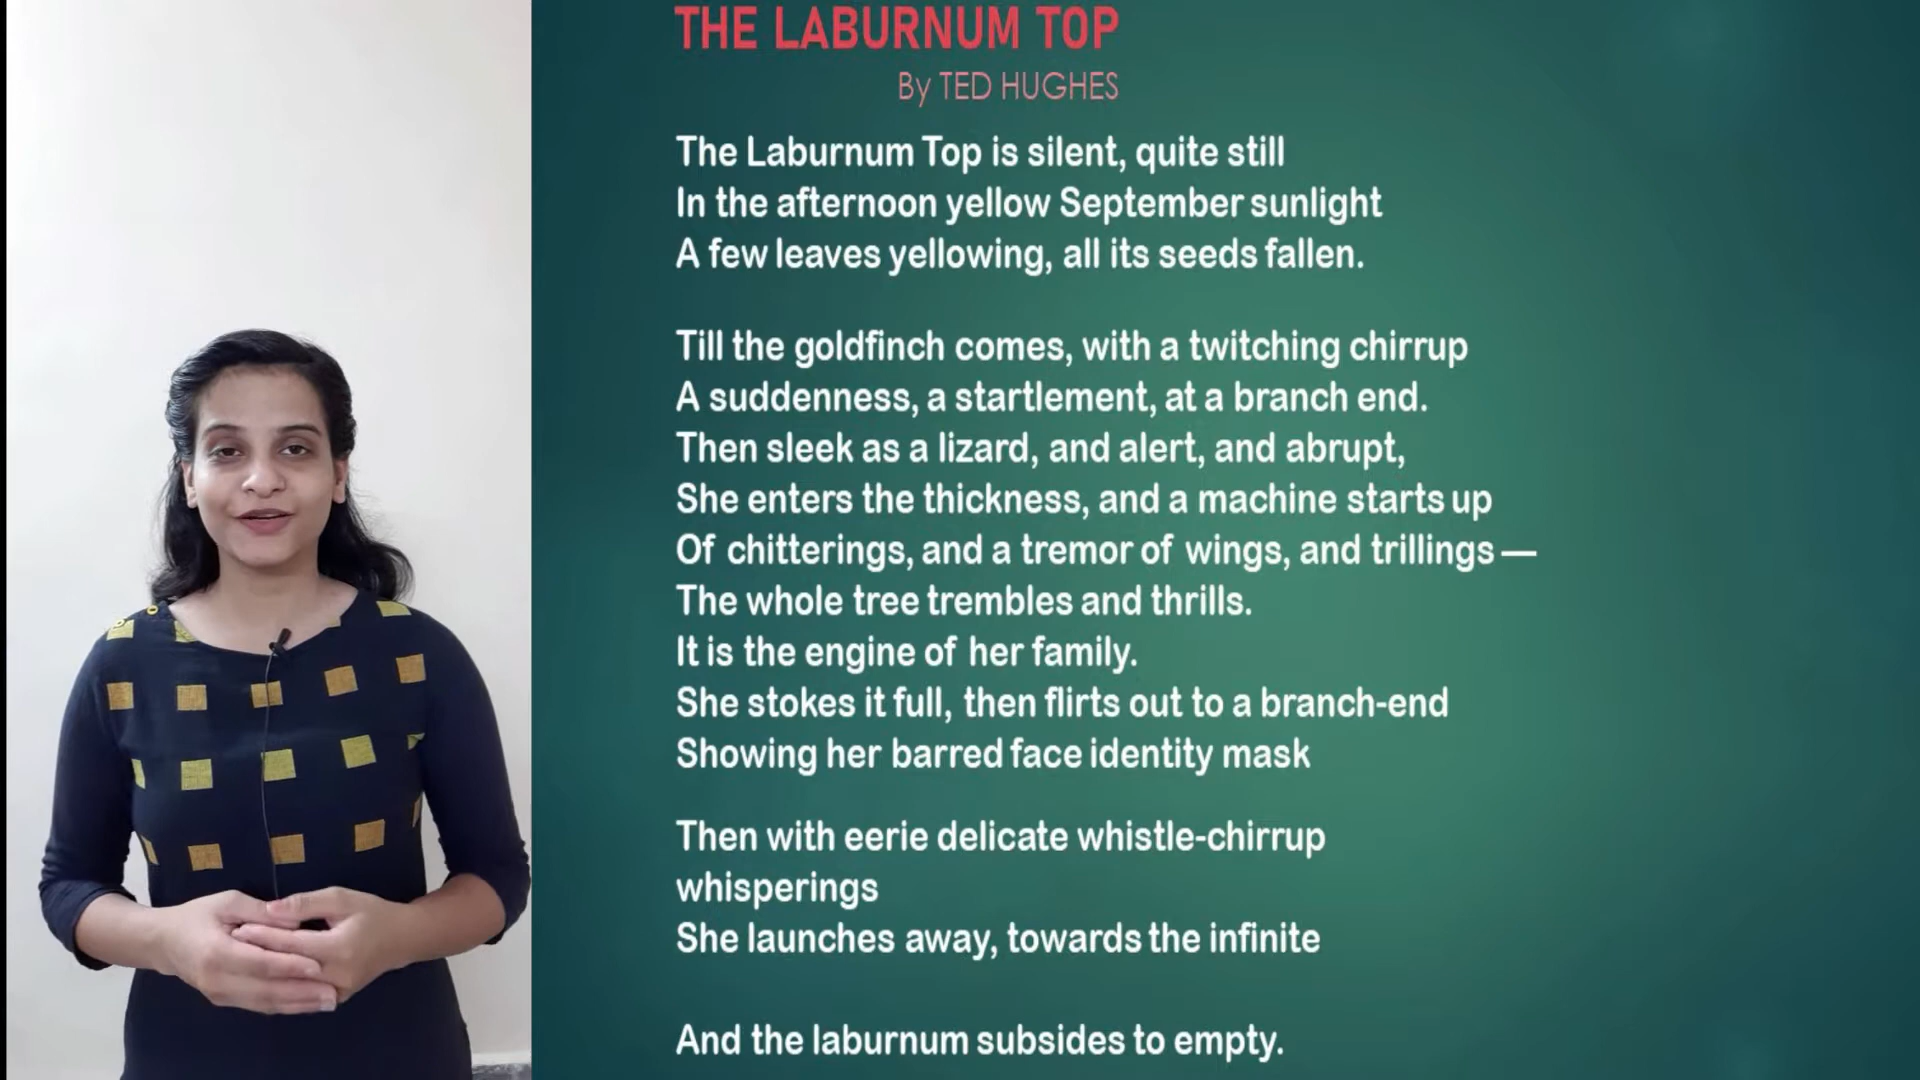 THE LABURNUM TOP
By TED HUGHES
The Laburnum Top is silent, quite still
In the afternoon yellow September sunlight
A few leaves yellowing, all its seeds fallen.
Till the goldfinch comes, with a twitching chirrup
A suddenness, a startlement, at a branch end.
Then sleek as a lizard, and alert, and abrupt,
She enters the thickness, and a machine starts up
Of chitterings, and a tremor of wings, and trillings —
The whole tree trembles and thrills.
It is the engine of her family.
She stokes it full, then flirts out to a branch-end
Showing her barred face identity mask
Then with eerie delicate whistle-chirrup
whisperings
She launches away, towards the infinite
And the laburnum subsides to empty.